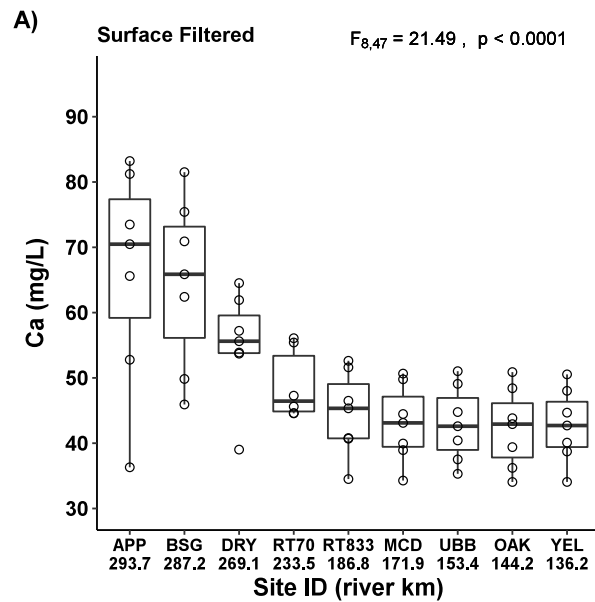 A)
Surface Filtered
F8,47 = 21.49 , p < 0.0001
Ca (mg/L)
90
80
70
60
50
40
30
APP BSG DRY RT70 RT833 MCD UBB OAK YEL
293.7 287.2 269.1 233.5 186.8 171.9 153.4 144.2 136.2
Site ID (river km)